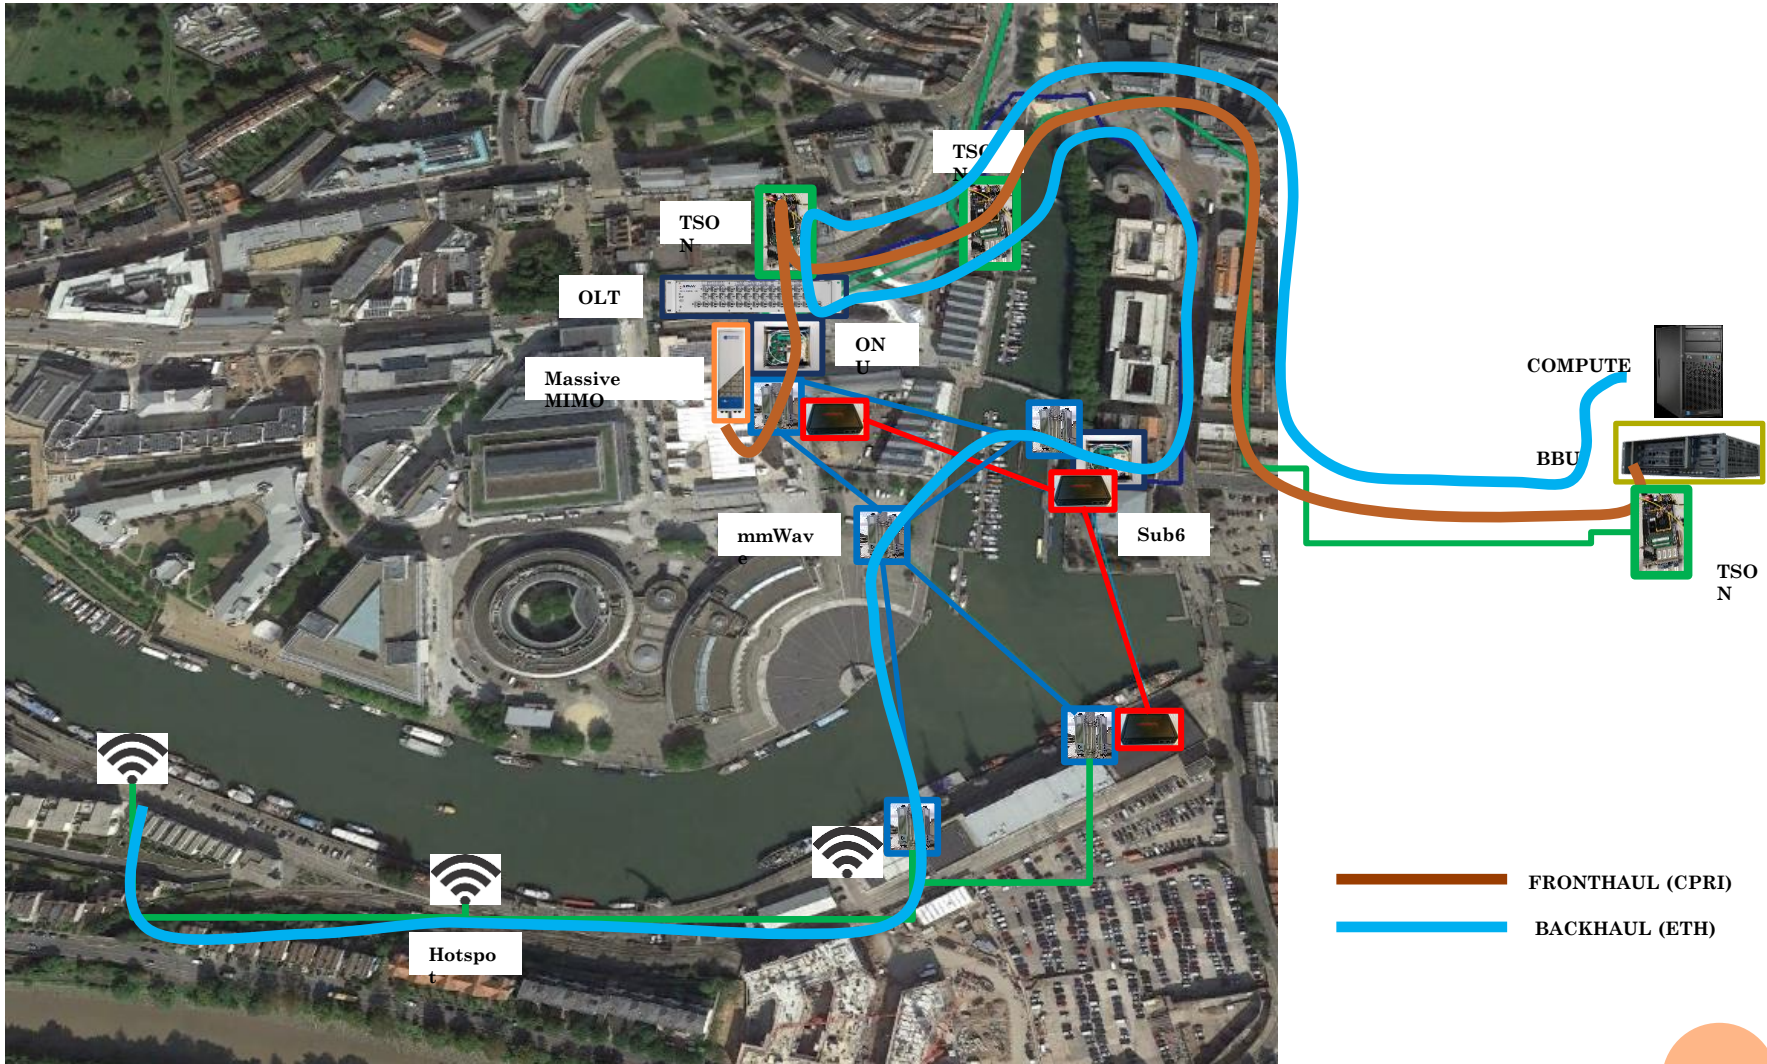 TSO
N
TSO
N
OLT
ON
U
Massive
MIMO
COMPUTE
BBU
mmWav
e
Sub6
TSO
N
FRONTHAUL (CPRI)
BACKHAUL (ETH)
Hotspo
t